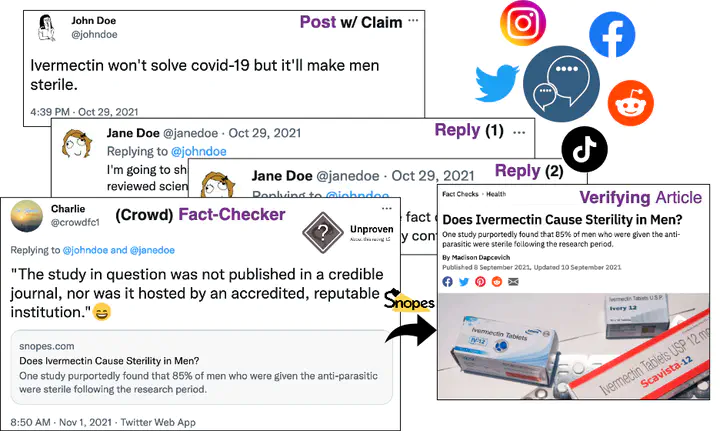 John Doe
@johndoe
Post w/ Claim ...
Ivermectin won't solve covid-19 but it'll make men
sterile.
4:39 PM · Oct 29, 2021
Jane Doe @janedoe · Oct 29, 2021
Reply (1) ...
Replying to @johndoe
I'm going to sh
reviewed scien
Jane Doe @janedoe · Oct 29, 2021
Reply (2)
Replying to @johndoe
e fact c
y conf
Charlie
@crowdfc1
(Crowd) Fact-Checker
...
Unproven
Replying to @johndoe and @janedoe
"The study in question was not published in a credible
journal, nor was it hosted by an accredited, reputable
institution."😄
snopes.com
Does Ivermectin Cause Sterility in Men?
One study purportedly found that 85% of men who were given the anti-
parasitic were sterile following the research period.
8:50 AM · Nov 1, 2021 · Twitter Web App
Snopes
Fact Checks · Health
Verifying Article
Does Ivermectin Cause Sterility in Men?
One study purportedly found that 85% of men who were given the anti-
parasitic were sterile following the research period.
By Madison Dapcevich
Published 8 September 2021, Updated 10 September 2021
Ivermectin Tablets
Ivermectin Tablets U.S.P.
Ivery 12
Ivermectin Tablets USP 12 mg
Scavista-12